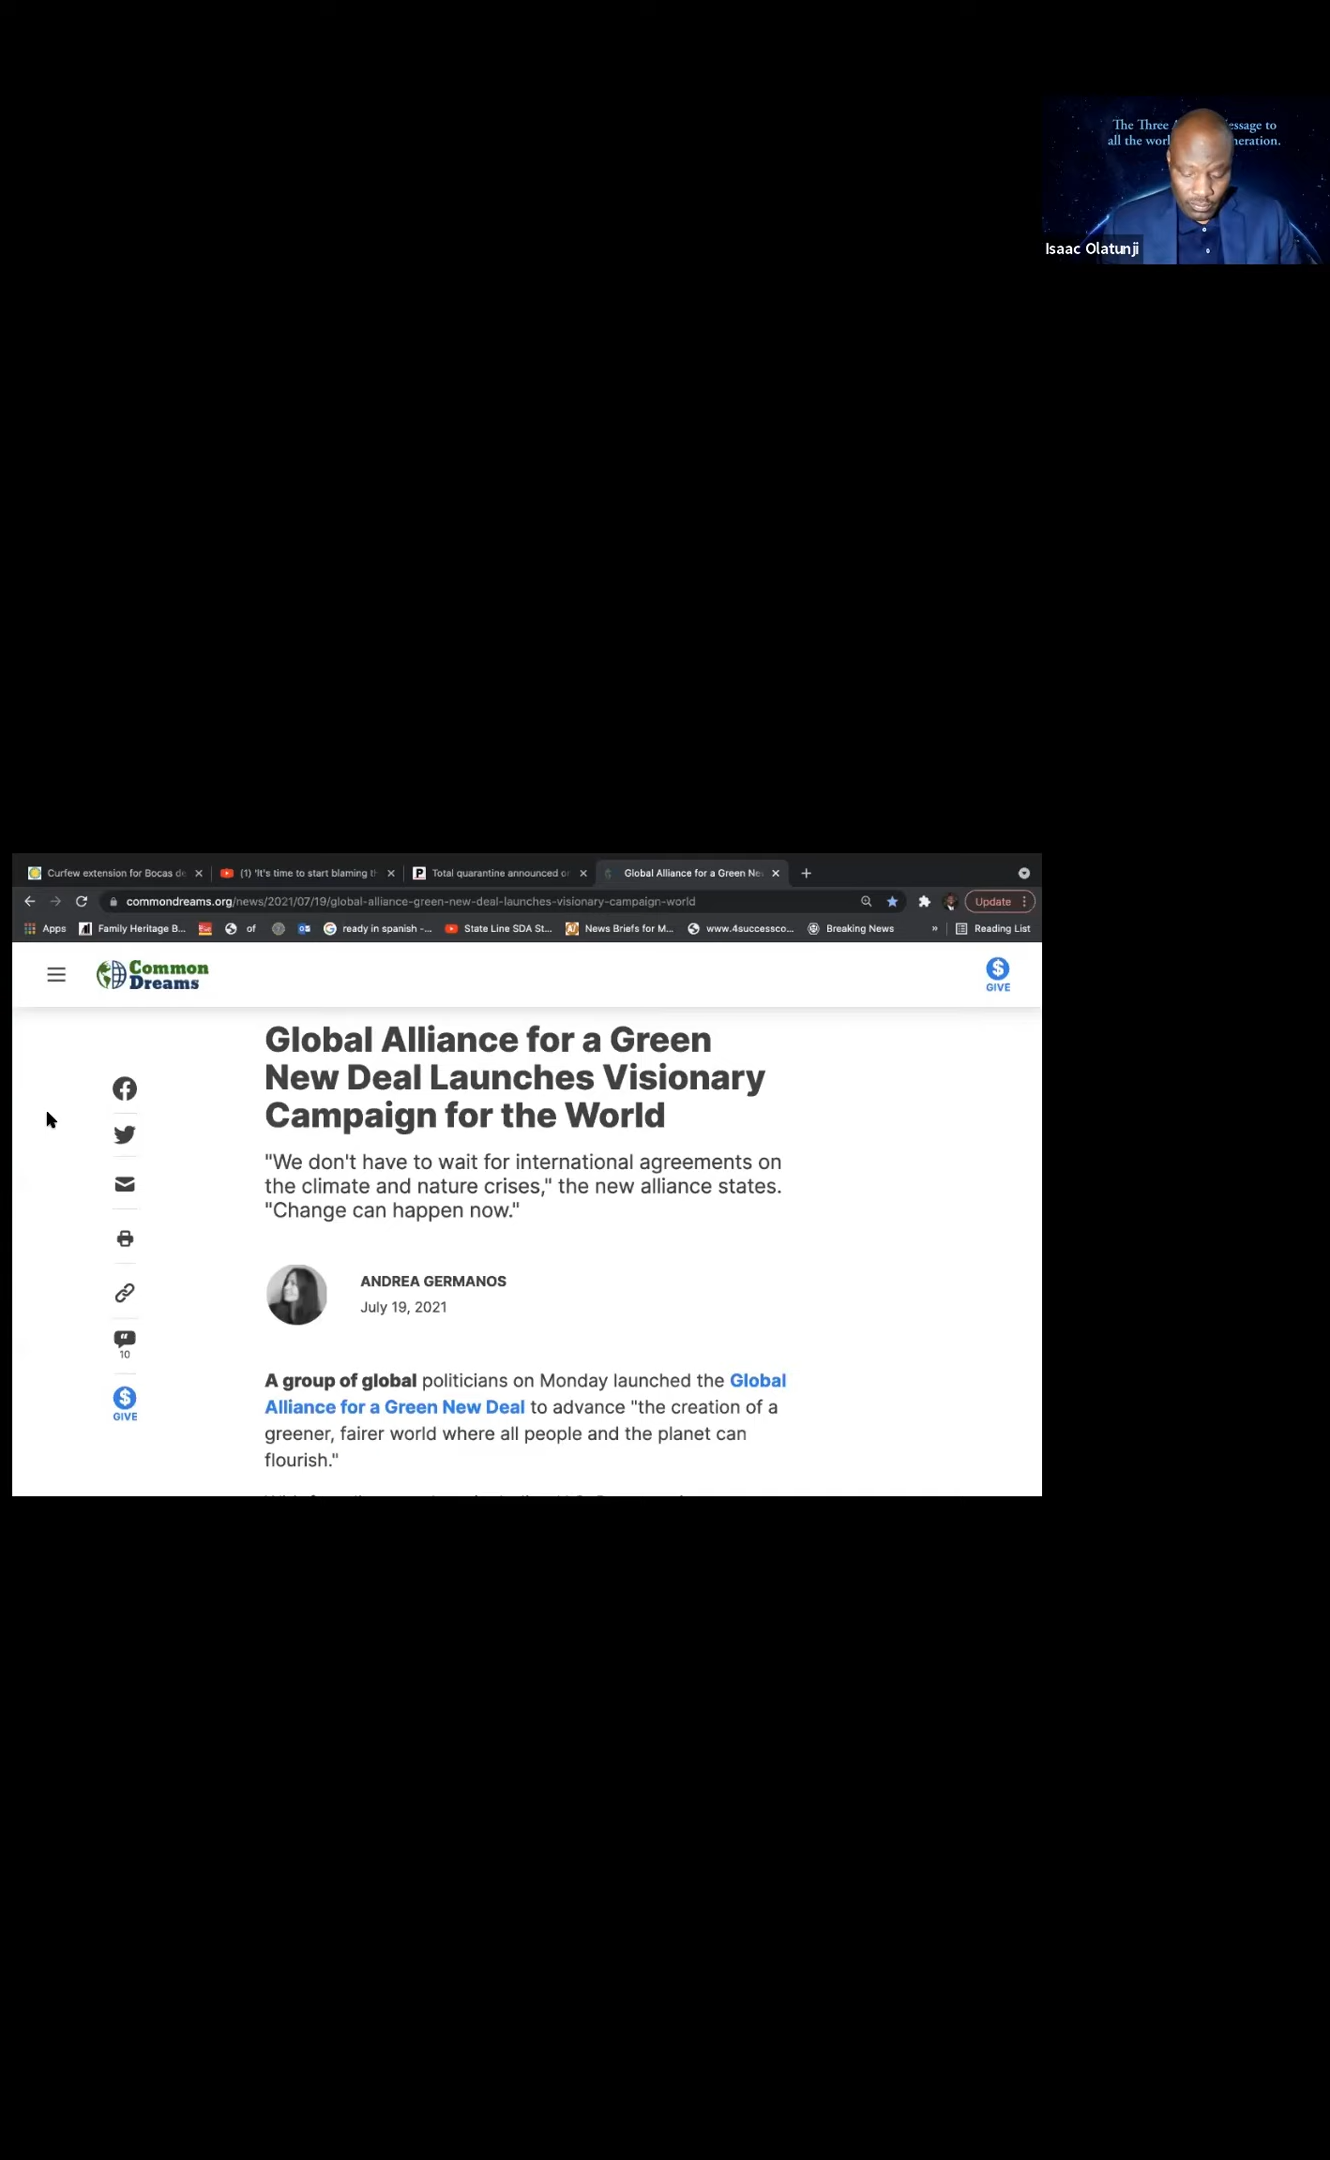 The Three
essage to
all the worl
neration.
Isaac Olatunji
Curfew extension for Bocas de
(1) 'It's time to start blaming th
Total quarantine announced or
Global Alliance for a Green Ne
commondreams.org/news/2021/07/19/global-alliance-green-new-deal-launches-visionary-campaign-world
Update
Apps
Family Heritage B...
of
ready in spanish -...
State Line SDA St...
News Briefs for M...
www.4successco...
Breaking News
»
Reading List
Common
Dreams
GIVE
Global Alliance for a Green
New Deal Launches Visionary
Campaign for the World
"We don't have to wait for international agreements on
the climate and nature crises," the new alliance states.
"Change can happen now."
ANDREA GERMANOS
July 19, 2021
10
GIVE
A group of global politicians on Monday launched the Global
Alliance for a Green New Deal to advance "the creation of a
greener, fairer world where all people and the planet can
flourish."